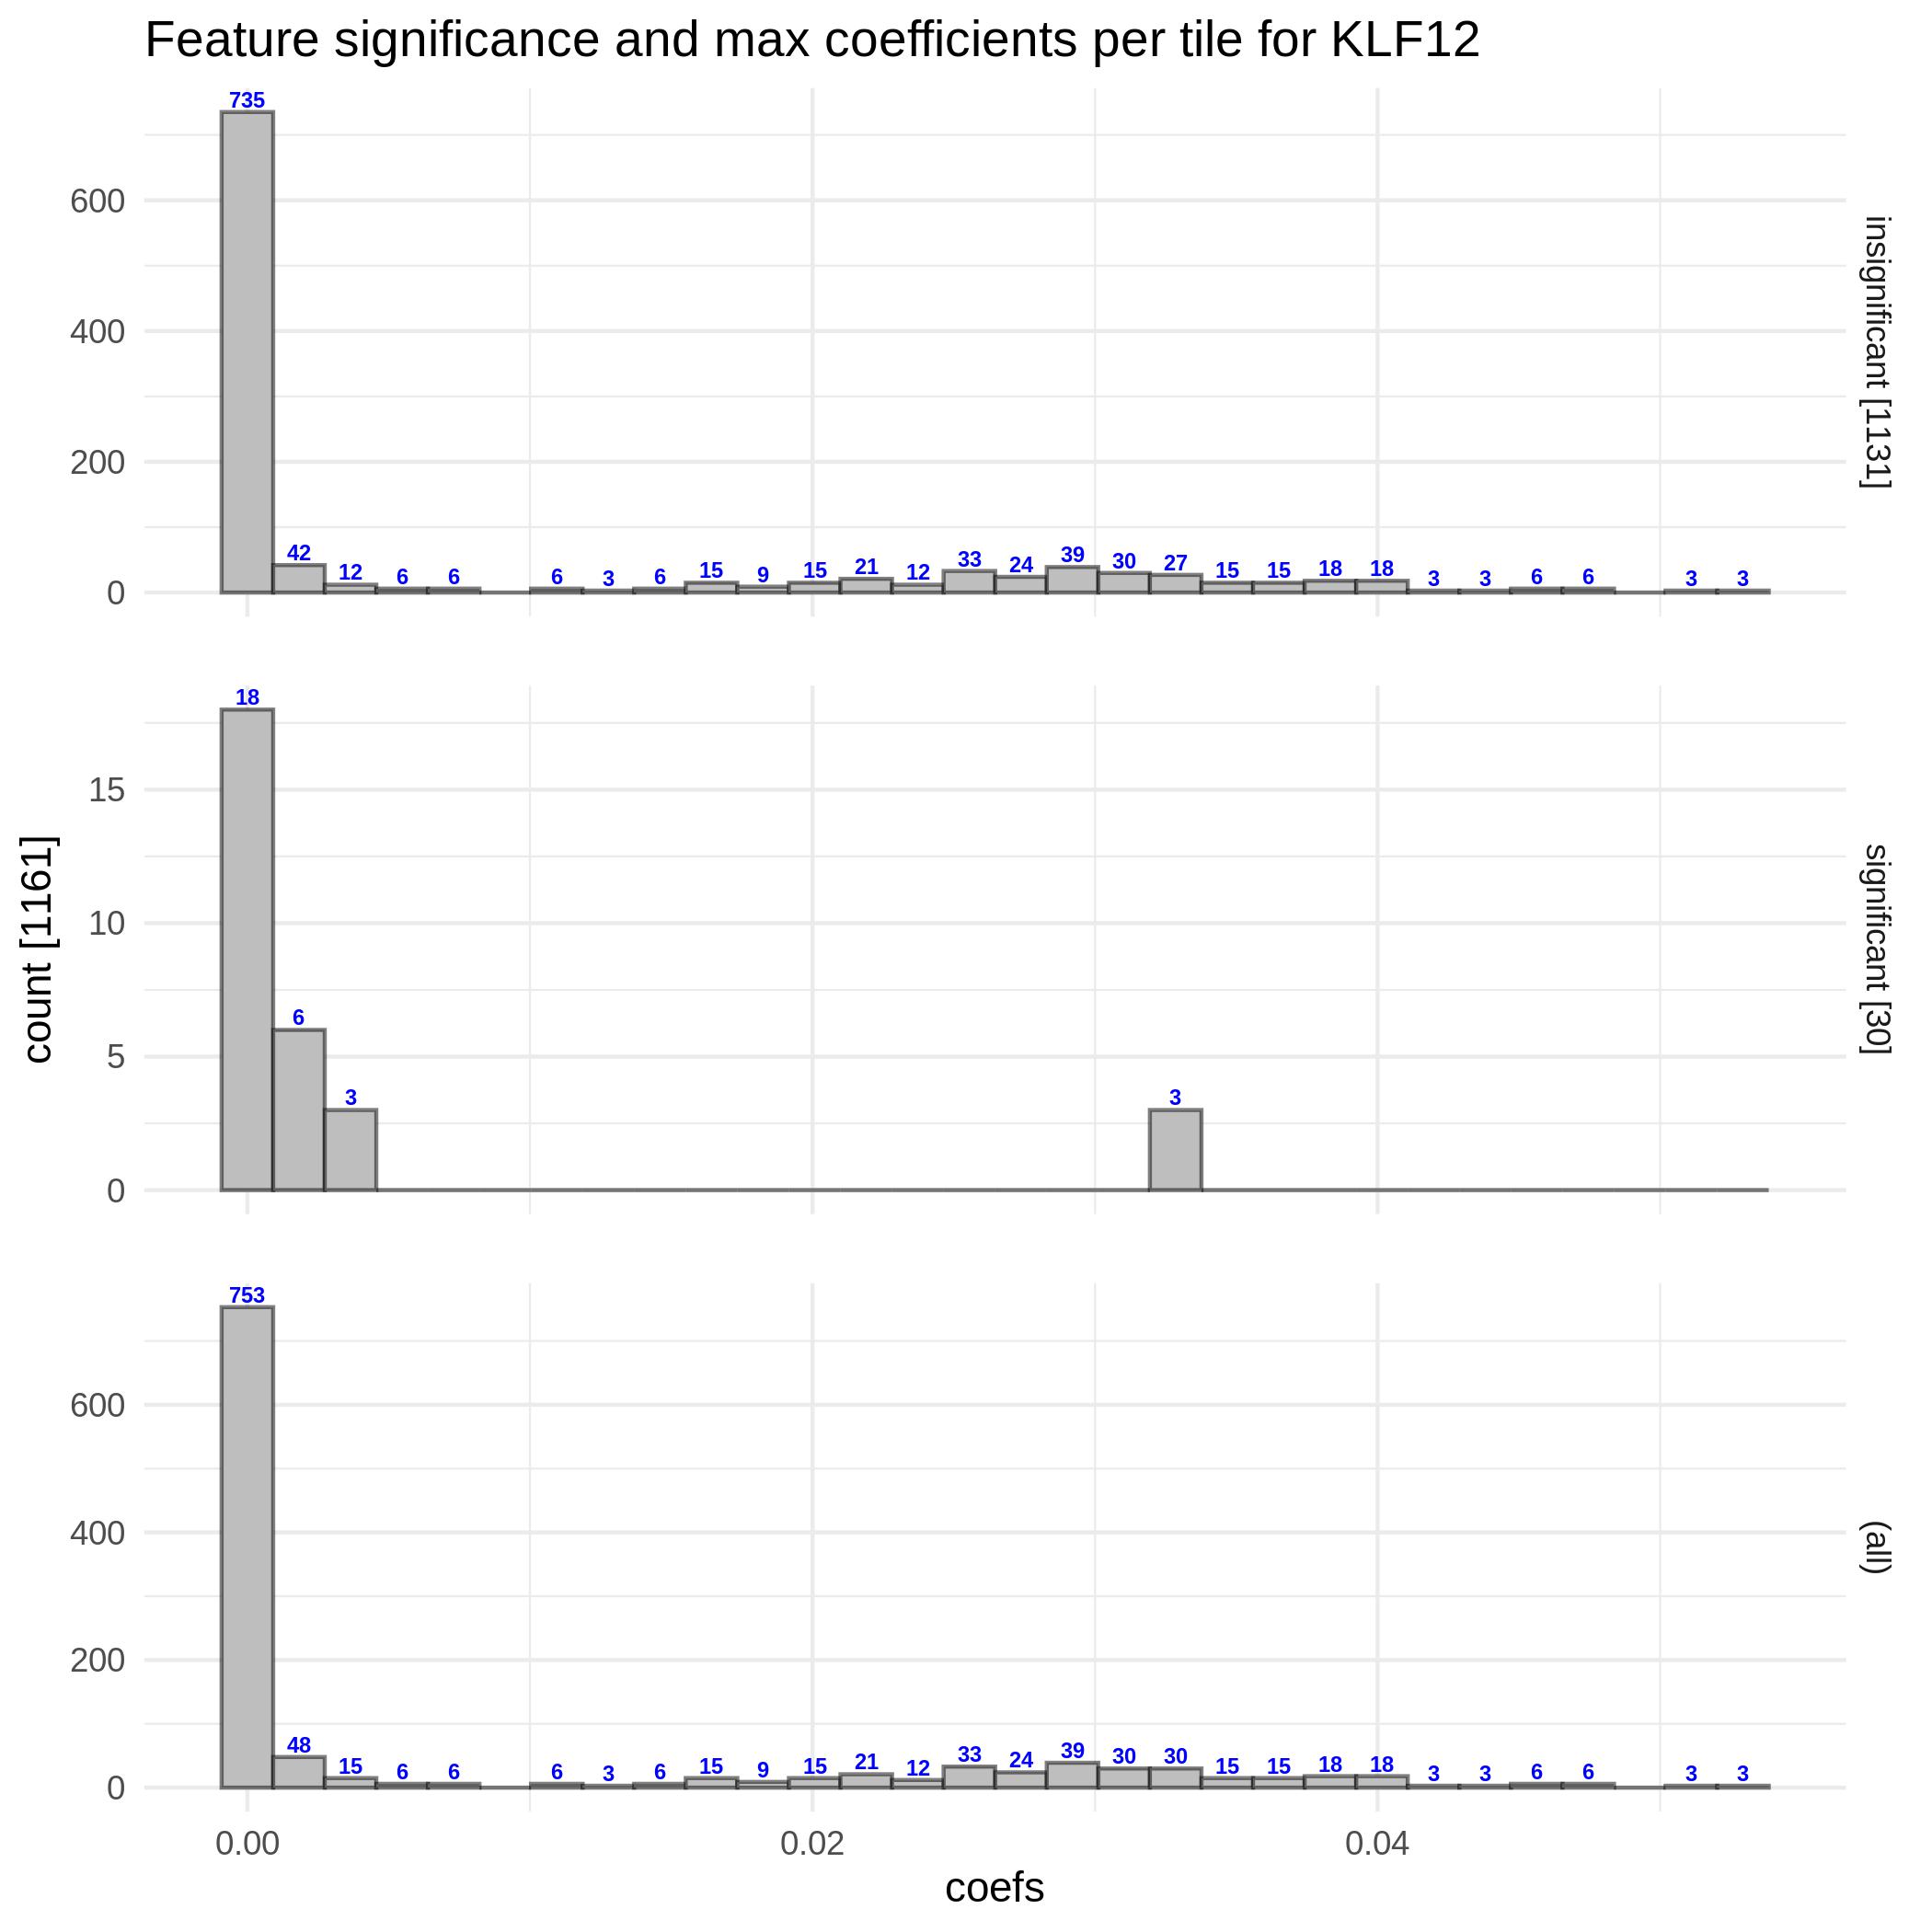 Feature significance and max coefficients per tile for KLF12
735
600
400
200
0
42 12 6 6 6 3 6 15 9 15 21 12 33 24 39 30 27 15 15 18 18 3 3 6 6 3 3
insignificant [1131]
count [1161]
18
15
10
5
0
6
3
3
significant [30]
753
600
400
200
0
48 15 6 6 6 3 6 15 9 15 21 12 33 24 39 30 30 15 15 18 18 3 3 6 6 3 3
(all)
0.00 0.02 0.04
coefs